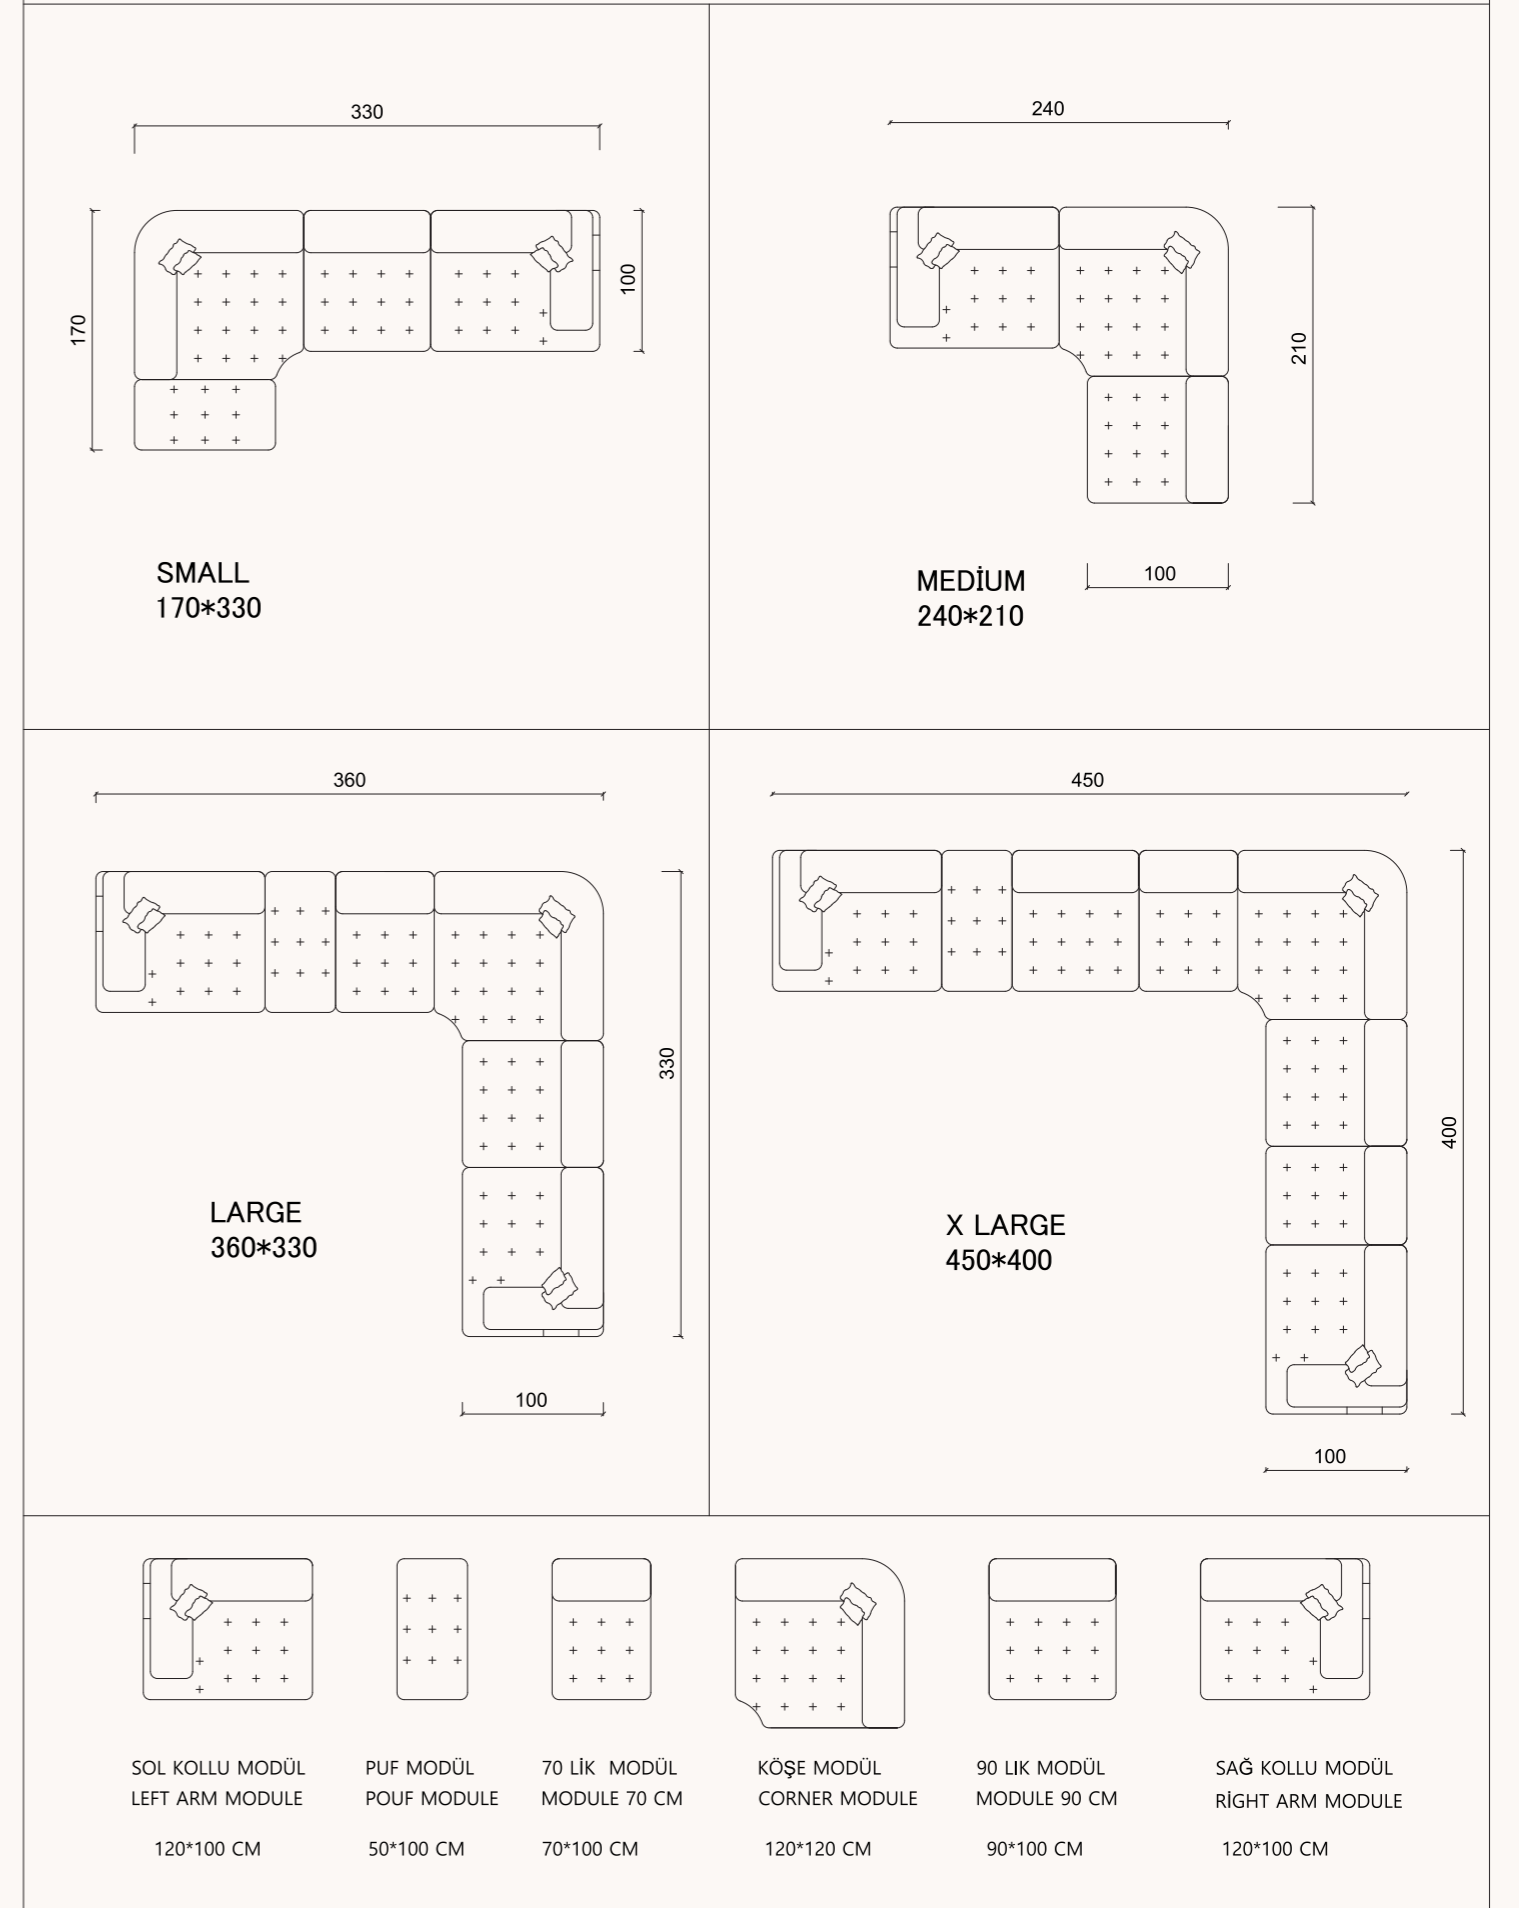 330
170
100
SMALL
170*330
240
210
100
MEDİUM
240*210
360
330
LARGE
360*330
100
450
400
X LARGE
450*400
100
SOL KOLLU MODÜL
LEFT ARM MODULE
120*100 CM
PUF MODÜL
POUF MODULE
50*100 CM
70 LİK  MODÜL
MODULE 70 CM
70*100 CM
KÖŞE MODÜL
CORNER MODULE
120*120 CM
90 LIK MODÜL
MODULE 90 CM
90*100 CM
SAĞ KOLLU MODÜL
RİGHT ARM MODULE
120*100 CM